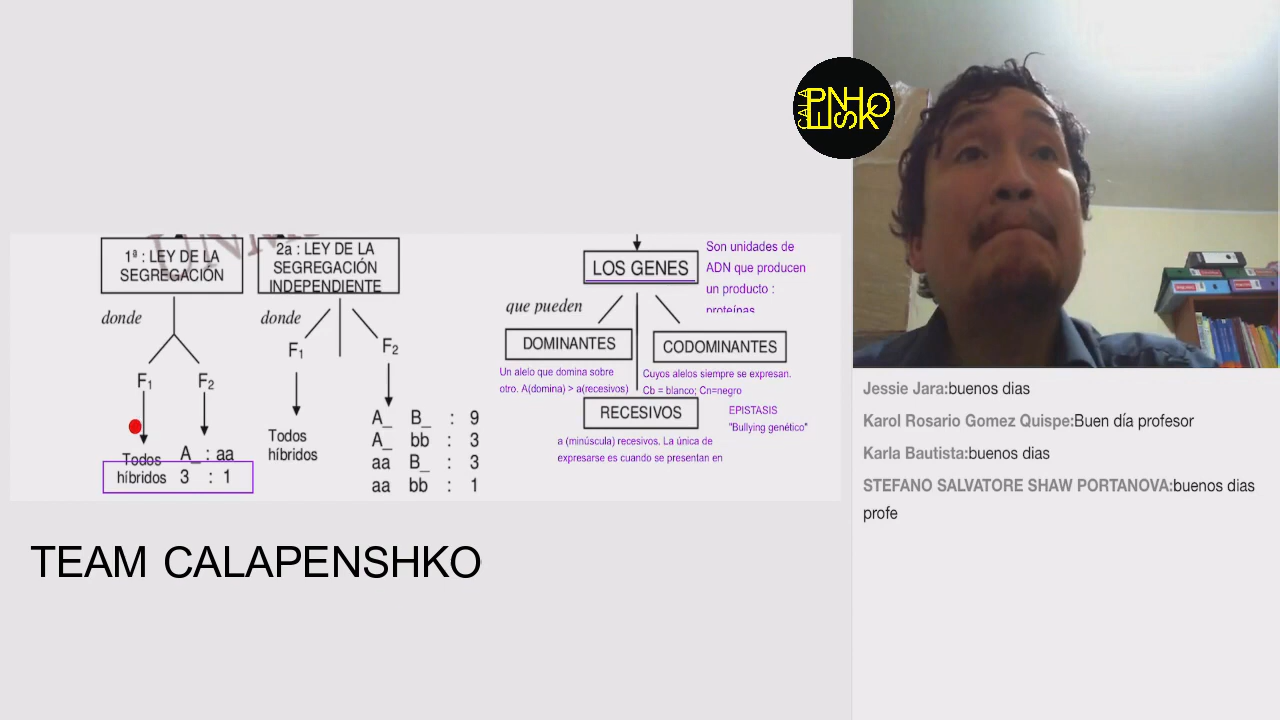 1ª : LEY DE LA
SEGREGACIÓN
donde
F1
F2
Todos
híbridos
A_ : aa
3 : 1
2a : LEY DE LA
SEGREGACIÓN
INDEPENDIENTE
donde
F1
F2
Todos
híbridos
A_ B_ : 9
A_ bb : 3
aa B_ : 3
aa bb : 1
LOS GENES
Son unidades de
ADN que producen
un producto :
proteínas
que pueden
DOMINANTES
Un alelo que domina sobre
otro. A(domina) > a(recesivos)
CODOMINANTES
Cuyos alelos siempre se expresan.
Cb = blanco; Cn=negro
RECESIVOS
a (minúscula) recesivos. La única de
expresarse es cuando se presentan en
EPISTASIS
"Bullying genético"
TEAM CALAPENSHKO
CALA
PENHO
ESK
Jessie Jara:buenos dias
Karol Rosario Gomez Quispe:Buen día profesor
Karla Bautista:buenos dias
STEFANO SALVATORE SHAW PORTANOVA:buenos dias
profe